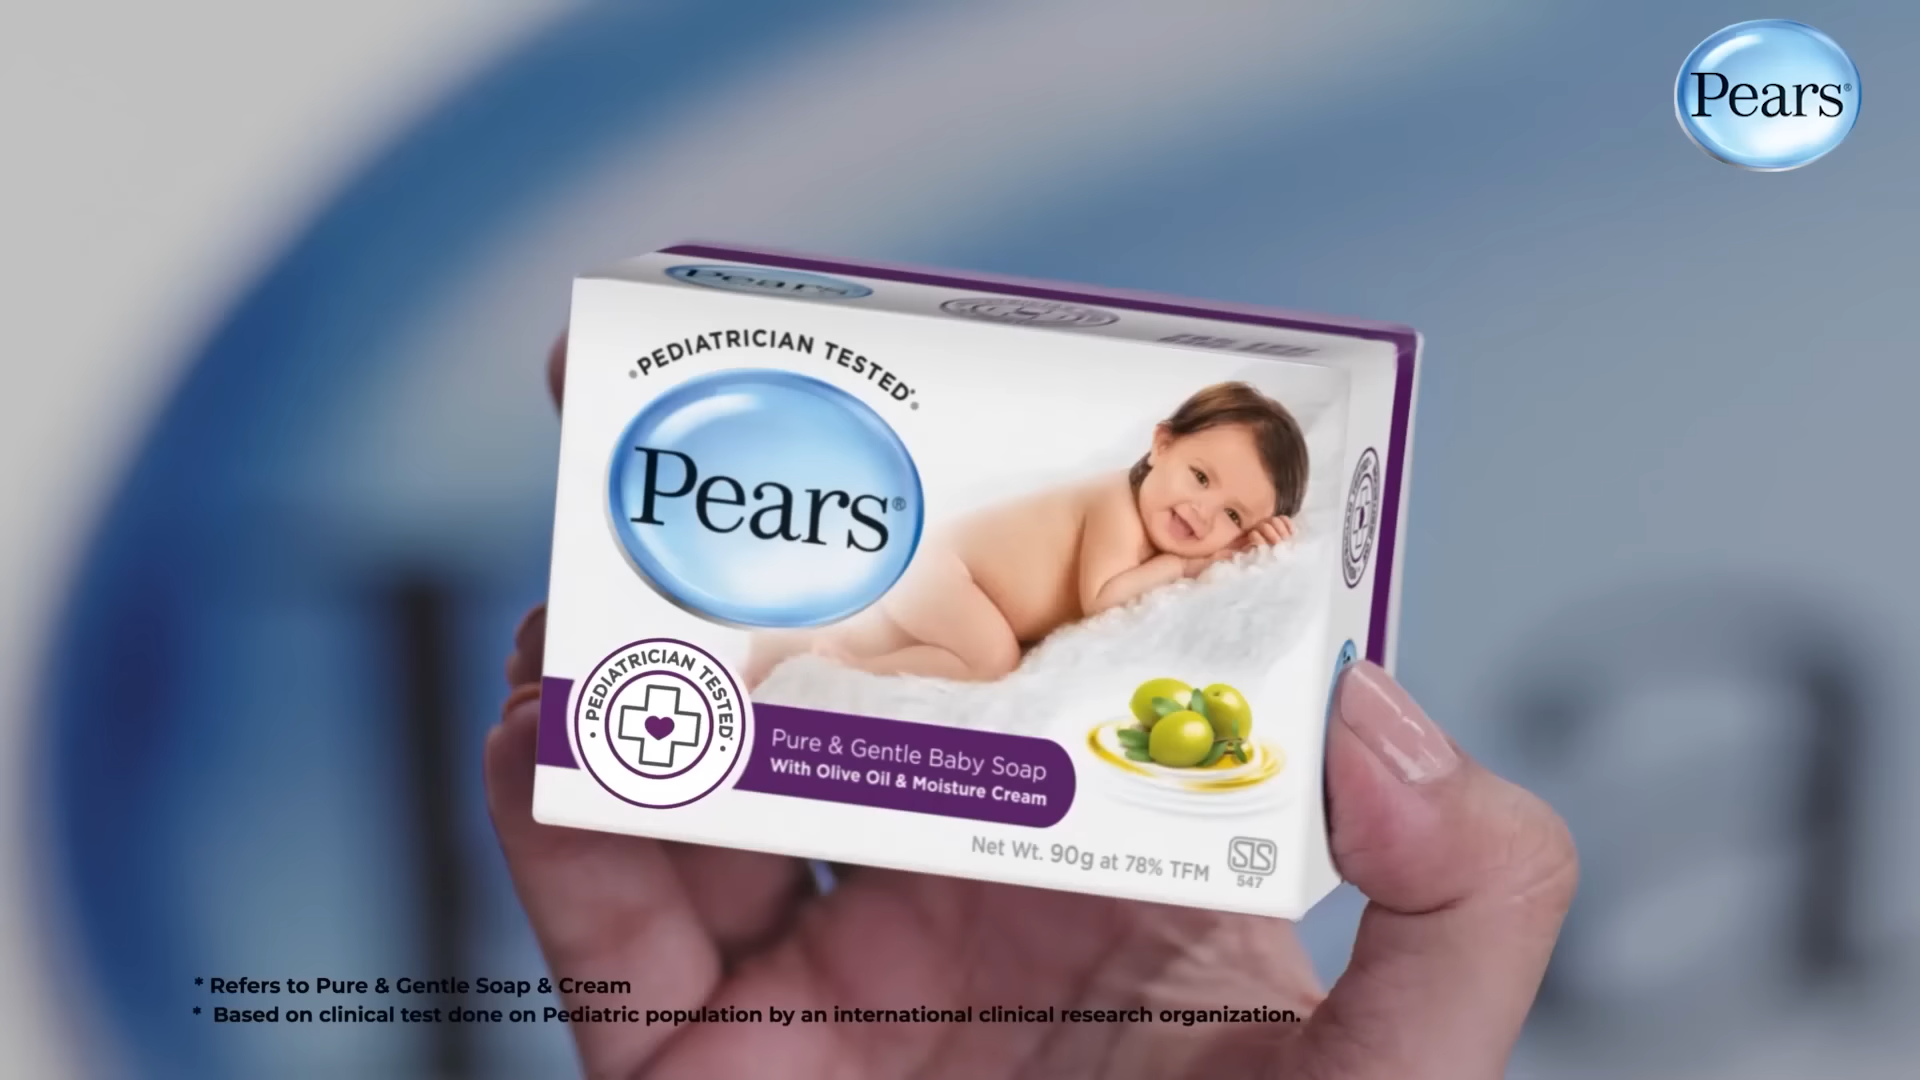 Pears®
Pears
•PEDIATRICIAN TESTED*•
Pears®
• PEDIATRICIAN TESTED* •
Pure & Gentle Baby Soap
With Olive Oil & Moisture Cream
Net Wt. 90g at 78% TFM
SLS
547
* Refers to Pure & Gentle Soap & Cream
* Based on clinical test done on Pediatric population by an international clinical research organization.